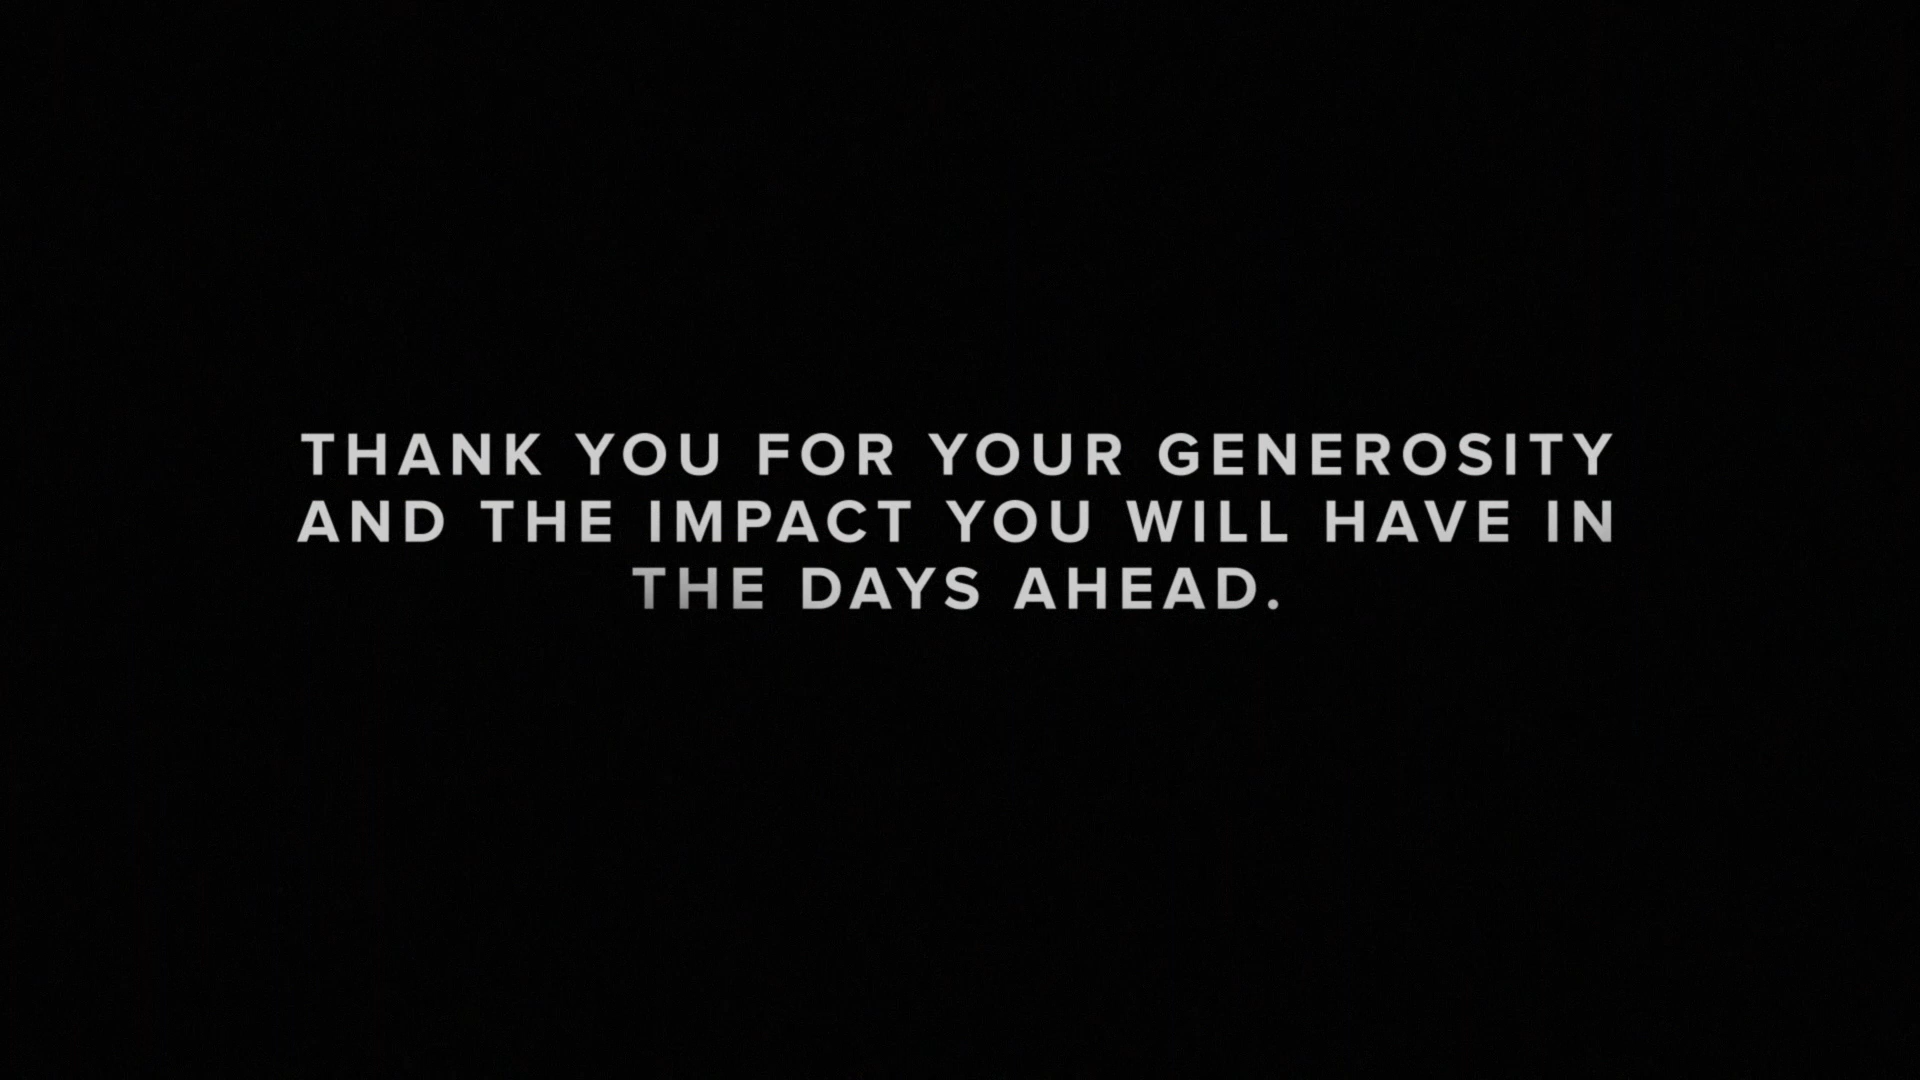 THANK YOU FOR YOUR GENEROSITY
AND THE IMPACT YOU WILL HAVE IN
THE DAYS AHEAD.